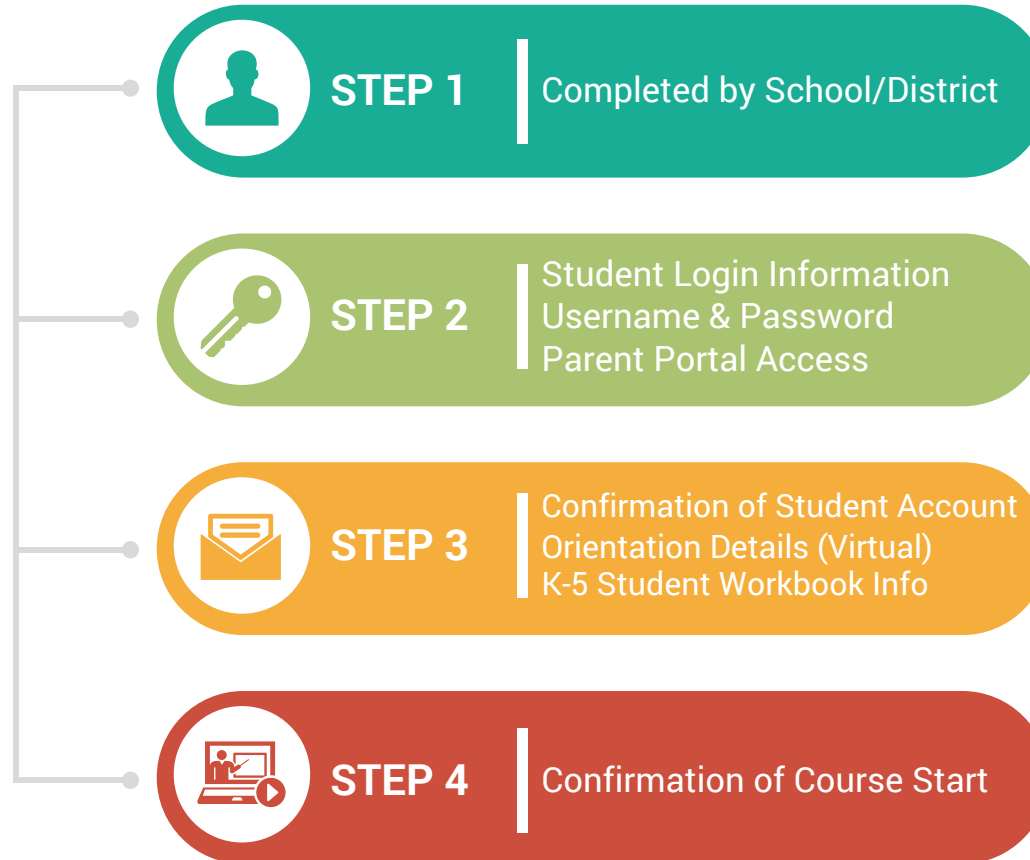 STEP 1
Completed by School/District
STEP 2
Student Login Information
Username & Password
Parent Portal Access
STEP 3
Confirmation of Student Account
Orientation Details (Virtual)
K-5 Student Workbook Info
STEP 4
Confirmation of Course Start